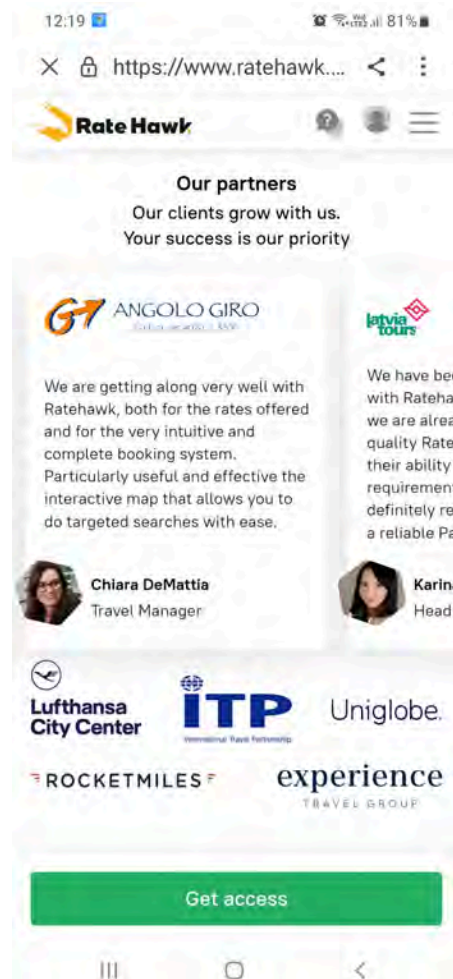 12:19
81%
https://www.ratehawk....
Rate Hawk
Our partners
Our clients grow with us.
Your success is our priority
ANGOLO GIRO
We are getting along very well with
Ratehawk, both for the rates offered
and for the very intuitive and
complete booking system.
Particularly useful and effective the
interactive map that allows you to
do targeted searches with ease.
Chiara DeMattia
Travel Manager
latvia
tours
We have bee
with Rateha
we are alrea
quality Rate
their ability
requirement
definitely re
a reliable Pa
Karina
Head
Lufthansa
City Center
ITP
International Travel Partnership
Uniglobe.
ROCKETMILES
experience
TRAVEL GROUP
Get access